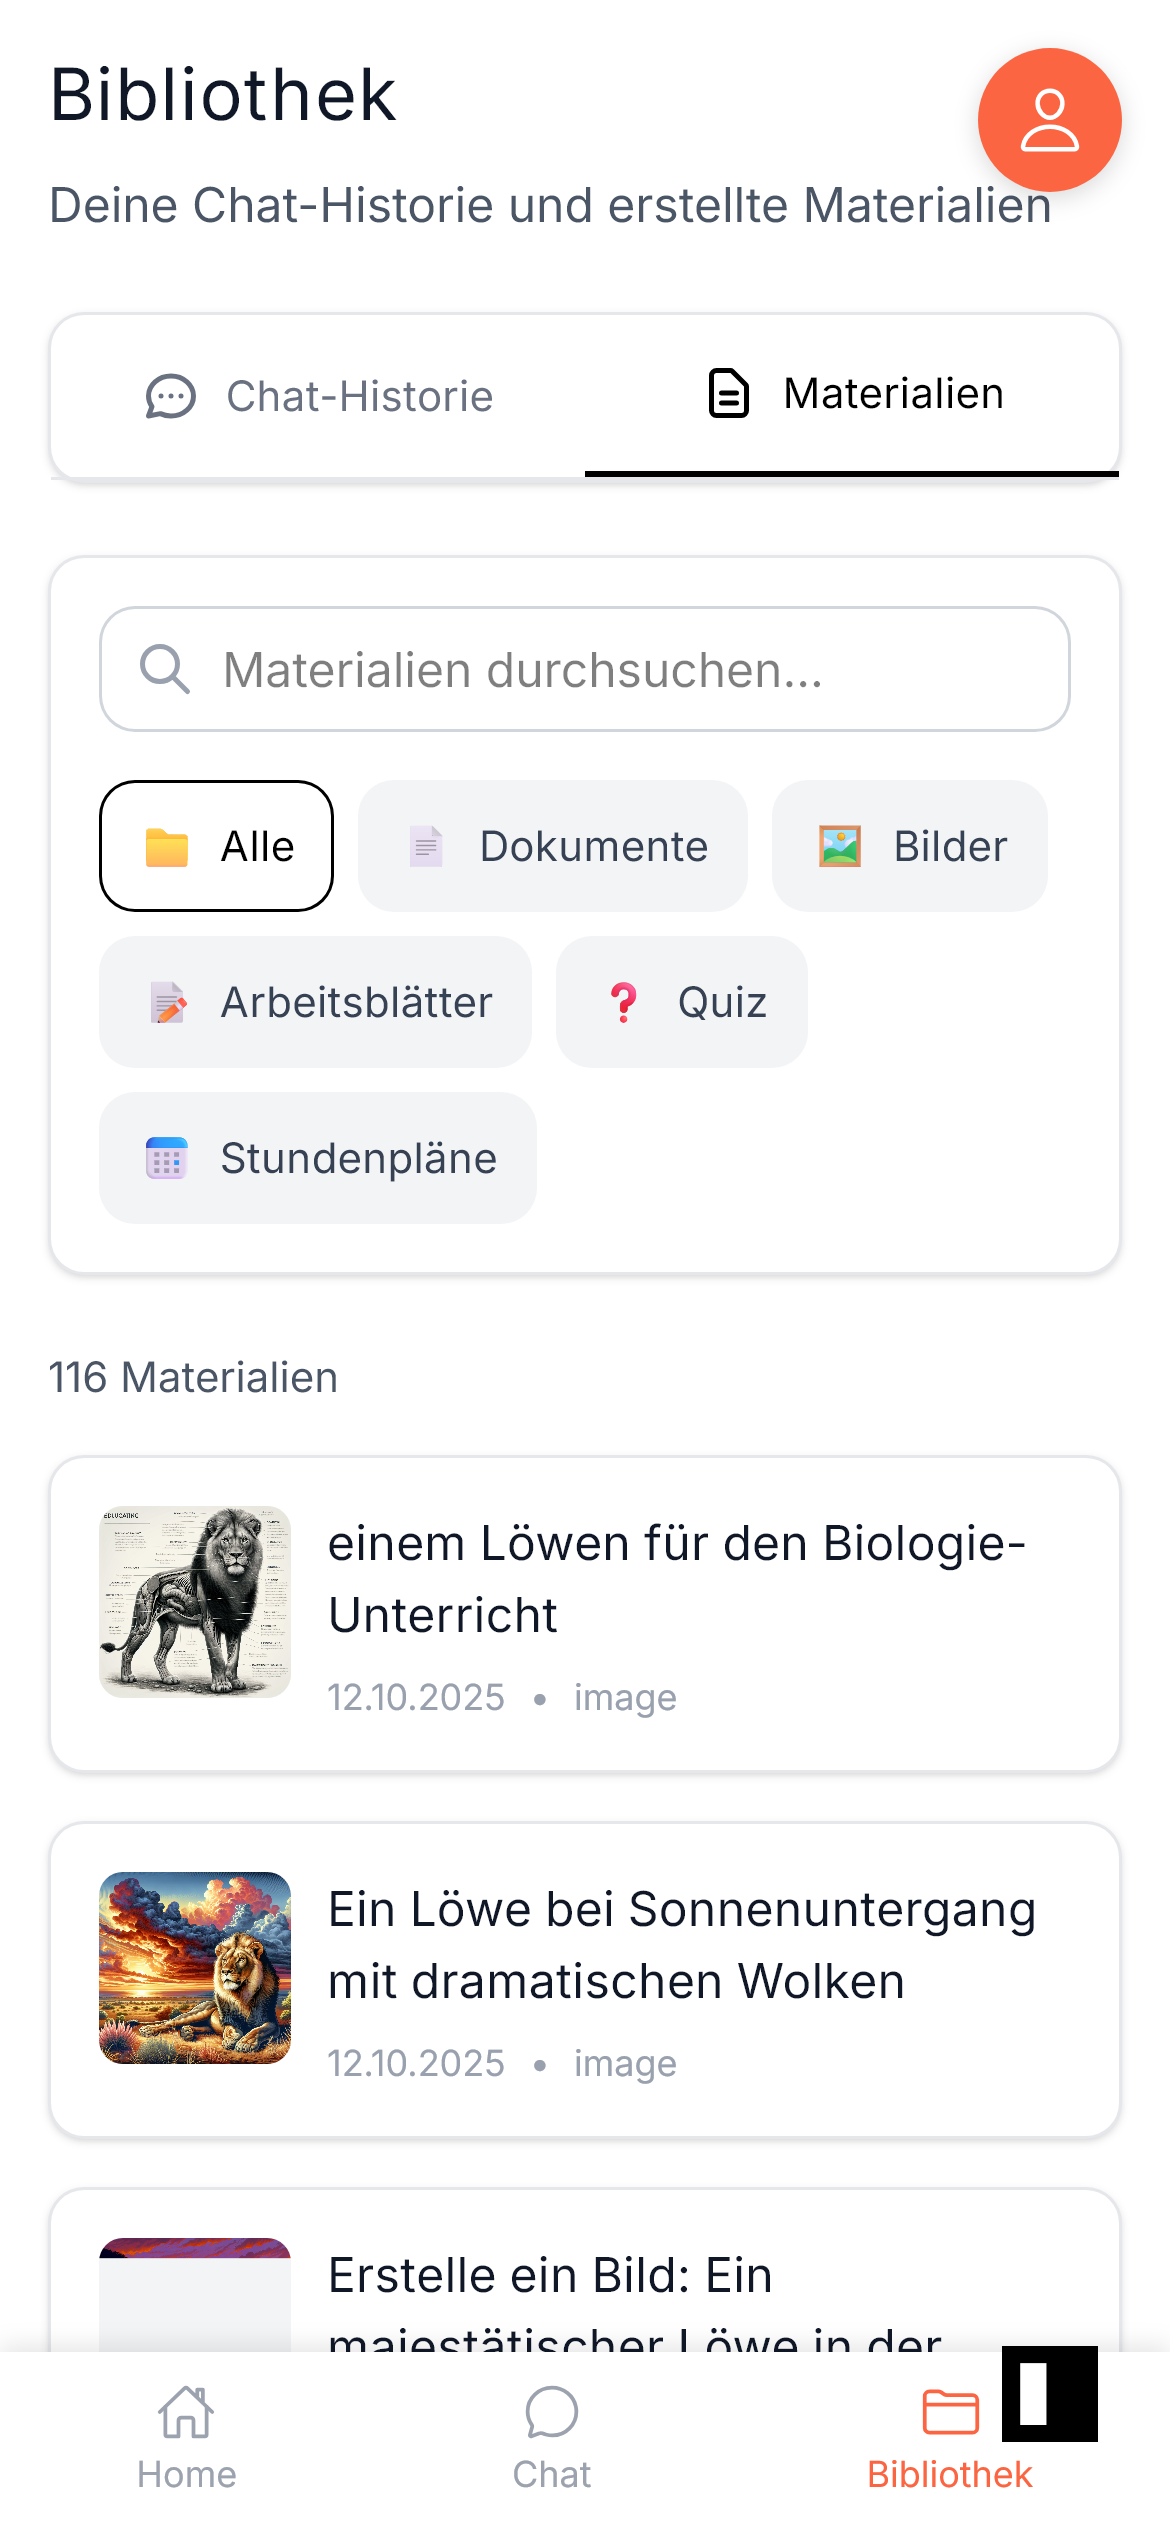 Bibliothek
Deine Chat-Historie und erstellte Materialien
Chat-Historie
Materialien
Materialien durchsuchen...
Alle
Dokumente
Bilder
Arbeitsblätter
Quiz
Stundenpläne
116 Materialien
einem Löwen für den Biologie-
Unterricht
12.10.2025 • image
Ein Löwe bei Sonnenuntergang
mit dramatischen Wolken
12.10.2025 • image
Erstelle ein Bild: Ein
majestätischer Löwe in der
Home
Chat
Bibliothek